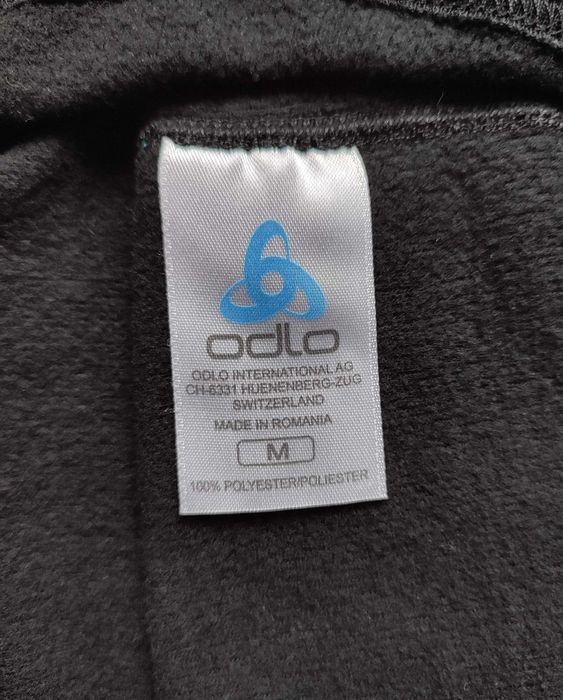 odlo
ODLO INTERNATIONAL AG
CH-6331 HUENENBERG-ZUG
SWITZERLAND
MADE IN ROMANIA
M
100% POLYESTER/POLIESTER